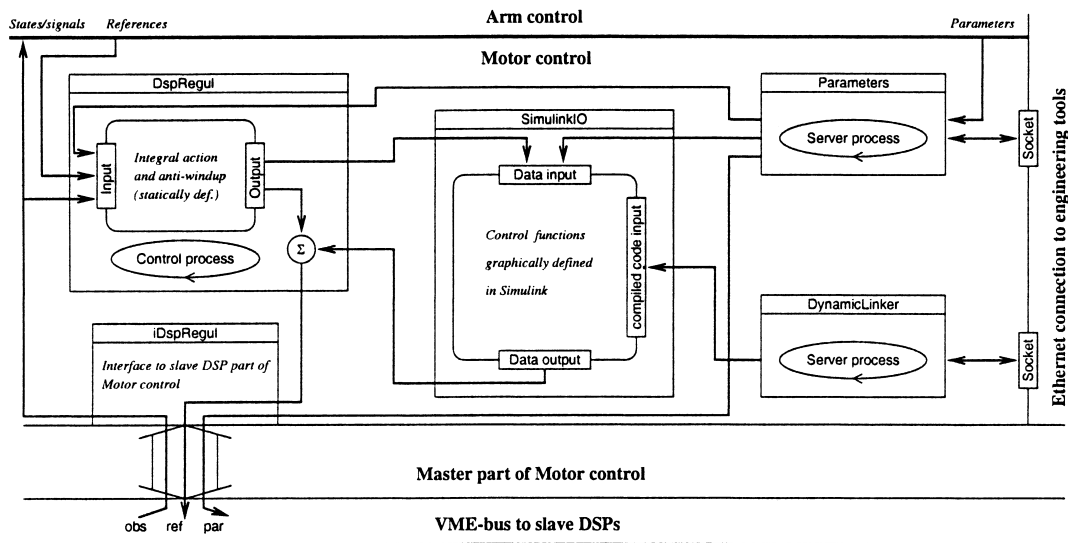 Arm control
States/signals References Parameters
Motor control
DspRegul
Parameters
SimulinkIO
Input
Integral action
and anti-windup
(statically def.)
Output
Server process
Socket
Data input
Control process
Σ
Control functions
graphically defined
in Simulink
compiled code input
DynamicLinker
iDspRegul
Interface to slave DSP part of
Motor control
Data output
Server process
Socket
Ethernet connection to engineering tools
Master part of Motor control
obs ref par
VME-bus to slave DSPs